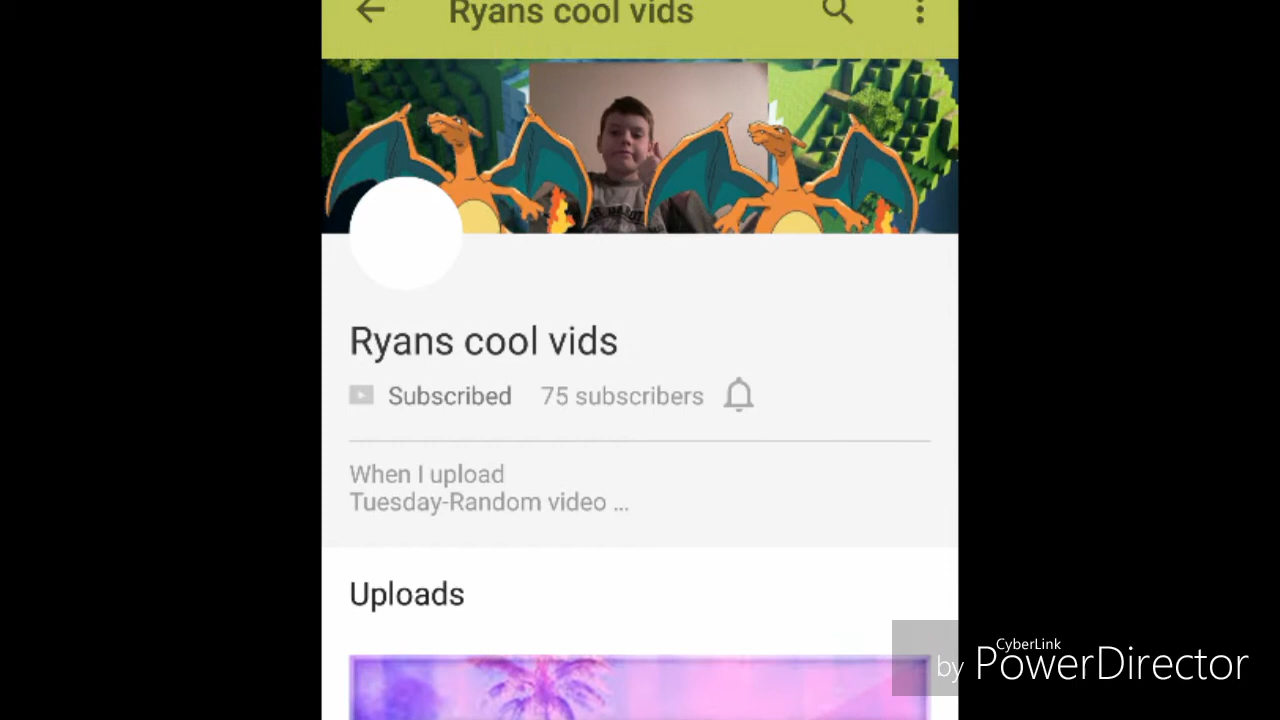 Ryans cool vids
Ryans cool vids
Subscribed 75 subscribers
When I upload
Tuesday-Random video ...
Uploads
CyberLink
by PowerDirector